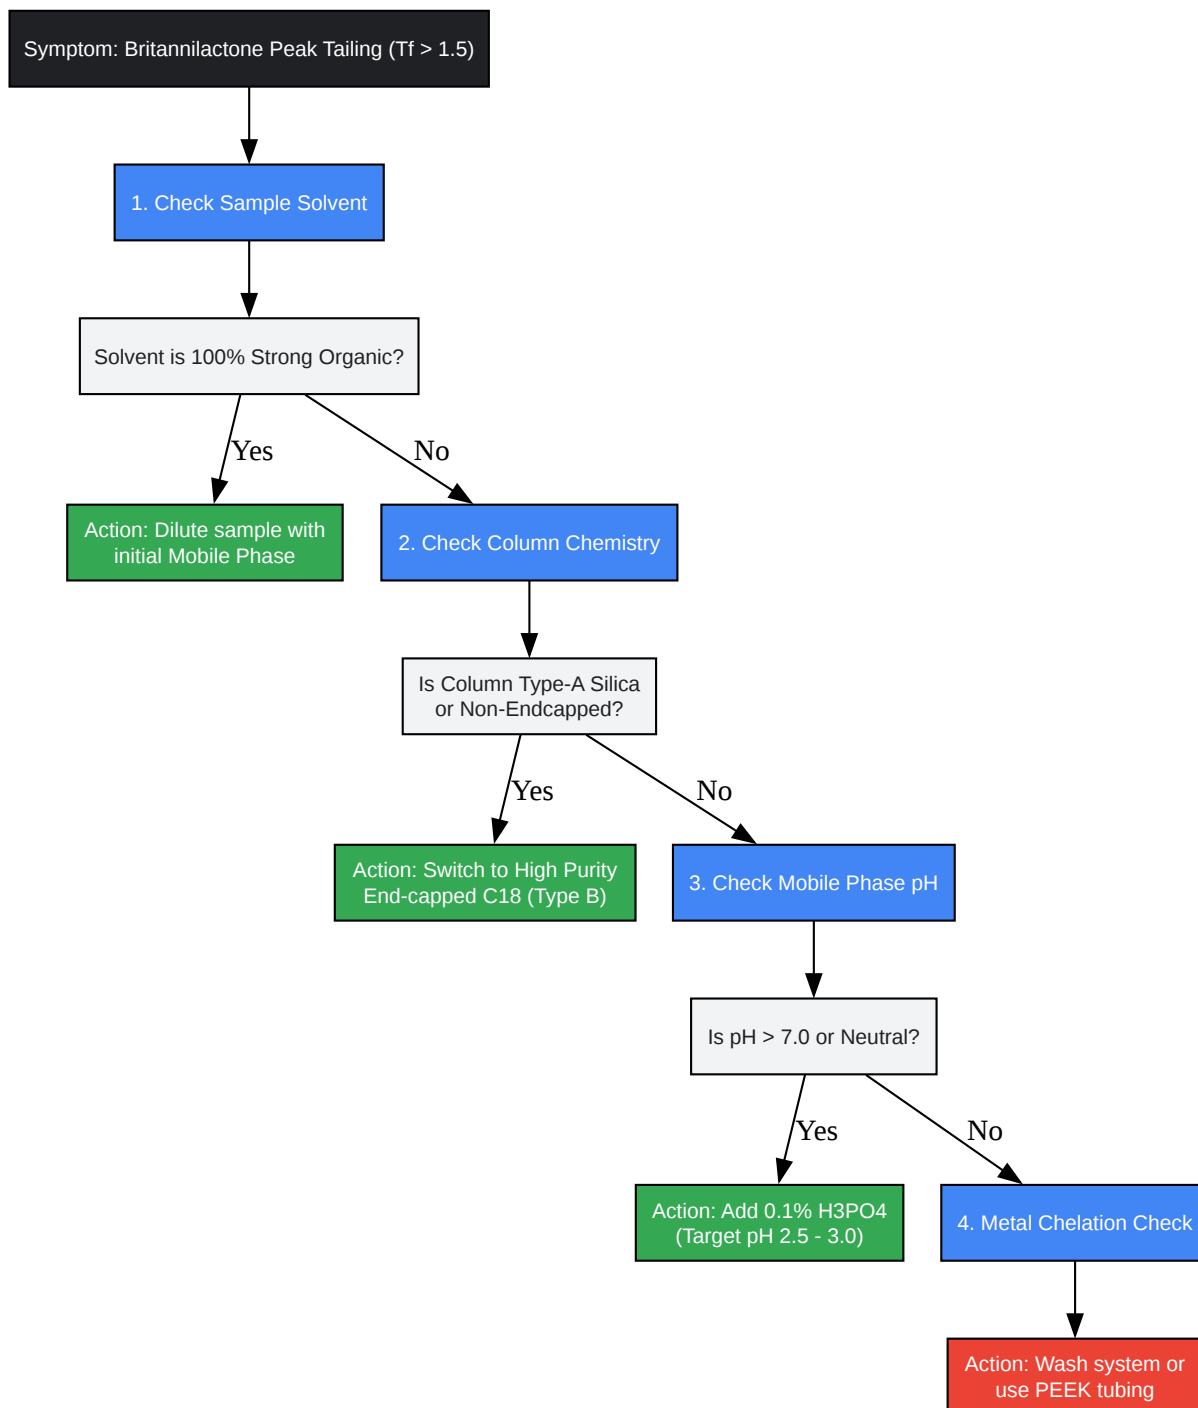 Symptom: Britannilactone Peak Tailing (Tf > 1.5)
1. Check Sample Solvent
Solvent is 100% Strong Organic?
Yes
No
Action: Dilute sample with
initial Mobile Phase
2. Check Column Chemistry
Is Column Type-A Silica
or Non-Endcapped?
Yes
No
Action: Switch to High Purity
End-capped C18 (Type B)
3. Check Mobile Phase pH
Is pH > 7.0 or Neutral?
Yes
No
Action: Add 0.1% H3PO4
(Target pH 2.5 - 3.0)
4. Metal Chelation Check
Action: Wash system or
use PEEK tubing